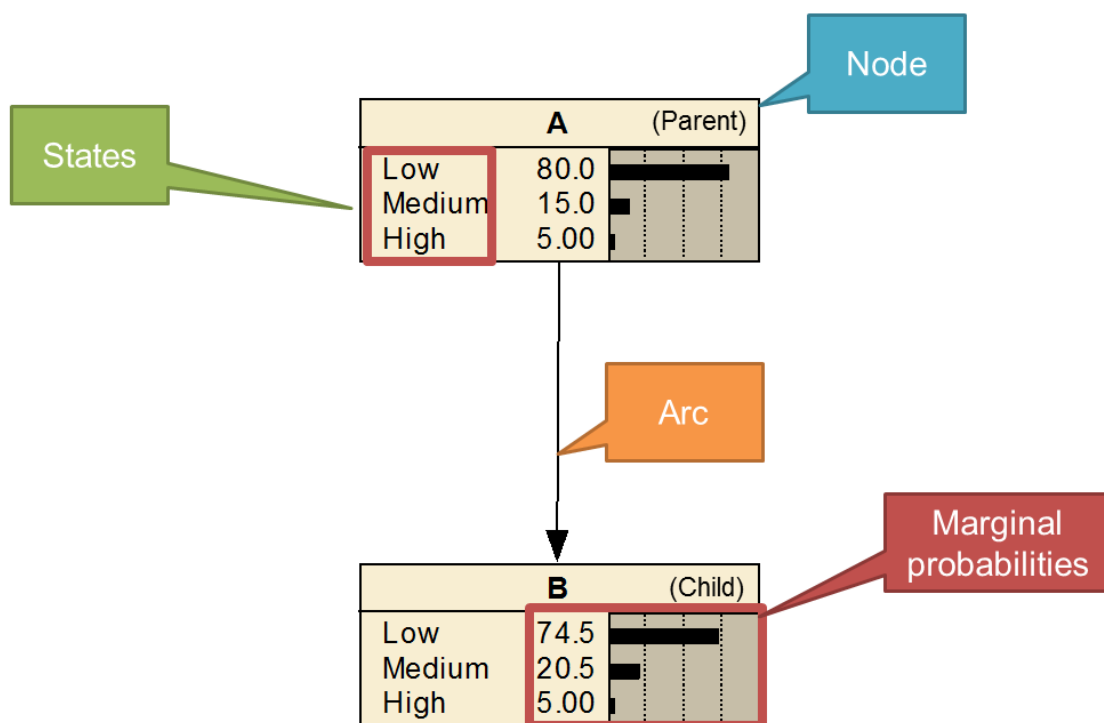 Node
States
A (Parent)
Low 80.0
Medium 15.0
High 5.00
Arc
Marginal
probabilities
B (Child)
Low 74.5
Medium 20.5
High 5.00